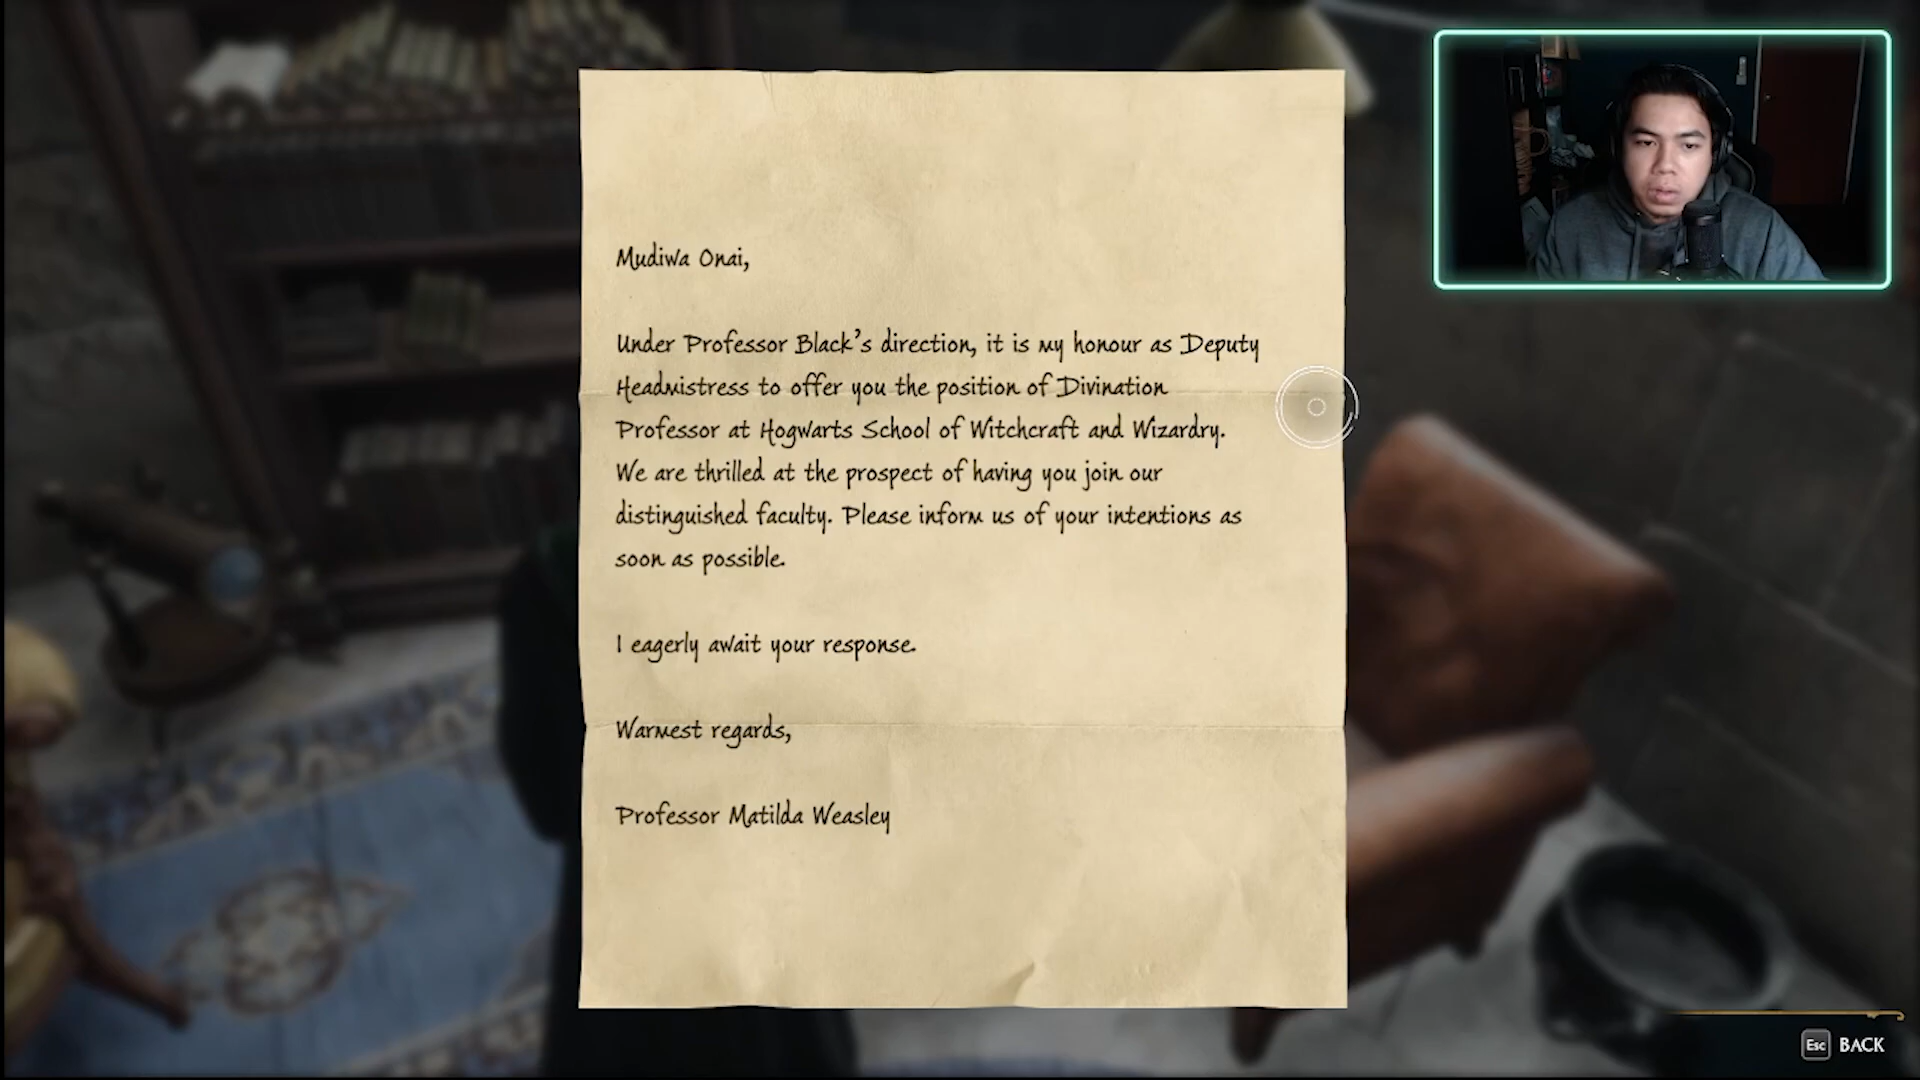 Mudiwa Onai,
Under Professor Black's direction, it is my honour as Deputy
Headmistress to offer you the position of Divination
Professor at Hogwarts School of Witchcraft and Wizardry.
We are thrilled at the prospect of having you join our
distinguished faculty. Please inform us of your intentions as
soon as possible.
I eagerly await your response.
Warmest regards,
Professor Matilda Weasley
Esc BACK